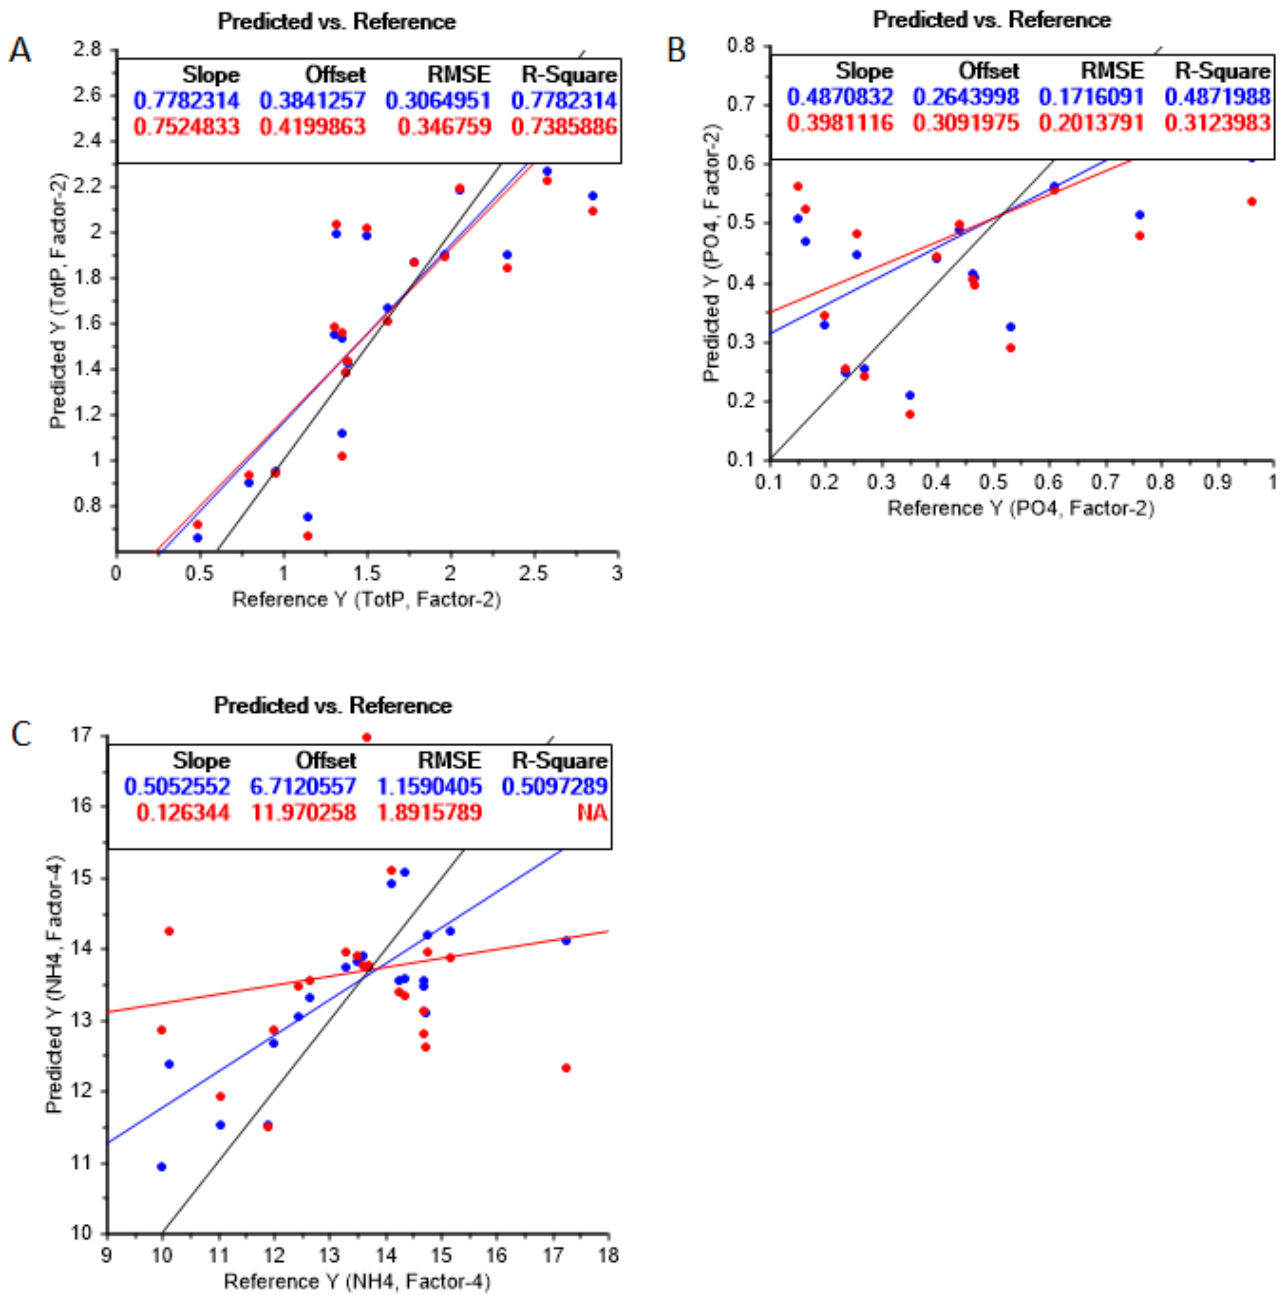 A
Predicted vs. Reference
Slope Offset RMSE R-Square
0.7782314 0.3841257 0.3064951 0.7782314
0.7524833 0.4199863 0.346759 0.7385886
Predicted Y (TotP, Factor-2)
2.8
2.6
2.4
2.2
2
1.8
1.6
1.4
1.2
1
0.8
0 0.5 1 1.5 2 2.5 3
Reference Y (TotP, Factor-2)
B
Predicted vs. Reference
Slope Offset RMSE R-Square
0.4870832 0.2643998 0.1716091 0.4871988
0.3981116 0.3091975 0.2013791 0.3123983
Predicted Y (PO4, Factor-2)
0.8
0.7
0.6
0.5
0.4
0.3
0.2
0.1
0.1 0.2 0.3 0.4 0.5 0.6 0.7 0.8 0.9 1
Reference Y (PO4, Factor-2)
C
Predicted vs. Reference
Slope Offset RMSE R-Square
0.5052552 6.7120557 1.1590405 0.5097289
0.126344 11.970258 1.8915789 NA
Predicted Y (NH4, Factor-4)
17
16
15
14
13
12
11
10
9 10 11 12 13 14 15 16 17 18
Reference Y (NH4, Factor-4)